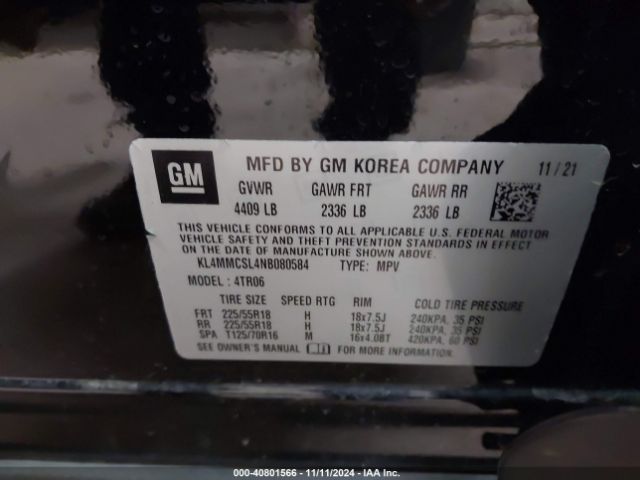 GM MFD BY GM KOREA COMPANY 11/21
GVWR GAWR FRT GAWR RR
4409 LB 2336 LB 2336 LB
THIS VEHICLE CONFORMS TO ALL APPLICABLE U.S. FEDERAL MOTOR
VEHICLE SAFETY AND THEFT PREVENTION STANDARDS IN EFFECT
ON THE DATE OF MANUFACTURE SHOWN ABOVE.
KL4MMCSL4NB080584 TYPE: MPV
MODEL: 4TR06
TIRE SIZE SPEED RTG RIM COLD TIRE PRESSURE
FRT 225/55R18 H 18x7.5J 240KPA, 35 PSI
RR 225/55R18 H 18x7.5J 240KPA, 35 PSI
SPA T125/70R16 M 16x4.0BT 420KPA, 60 PSI
SEE OWNER'S MANUAL FOR MORE INFORMATION.
000-40801566 - 11/11/2024 - IAA Inc.